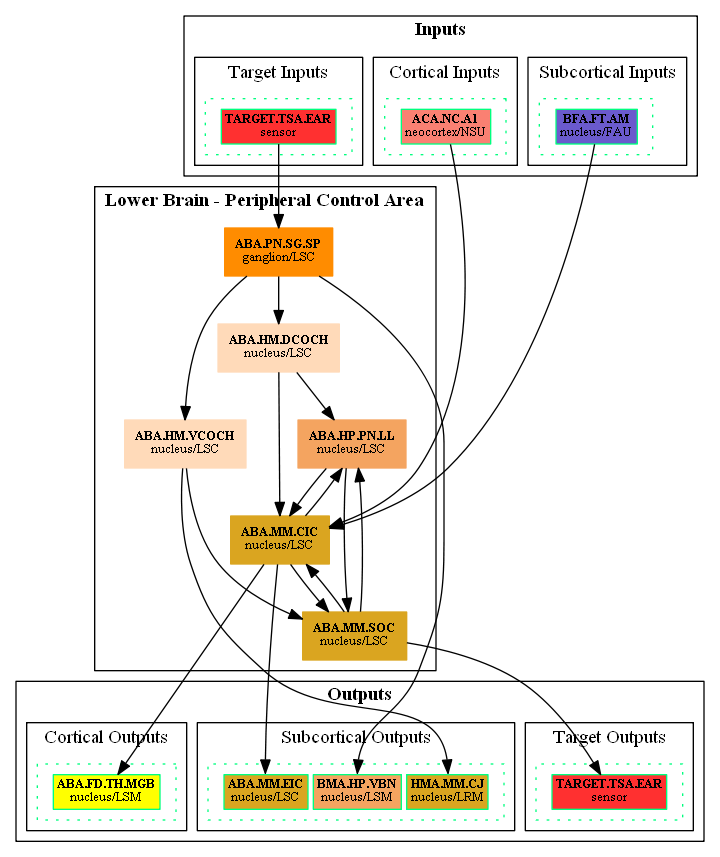 Inputs
Target Inputs
Cortical Inputs
Subcortical Inputs
TARGET.TSA.EAR
sensor
ACA.NC.A1
neocortex/NSU
BFA.FT.AM
nucleus/FAU
Lower Brain - Peripheral Control Area
ABA.PN.SG.SP
ganglion/LSC
ABA.HM.DCOCH
nucleus/LSC
ABA.HM.VCOCH
nucleus/LSC
ABA.HP.PN.LL
nucleus/LSC
ABA.MM.CIC
nucleus/LSC
ABA.MM.SOC
nucleus/LSC
Outputs
Cortical Outputs
Subcortical Outputs
Target Outputs
ABA.FD.TH.MGB
nucleus/LSM
ABA.MM.EIC
nucleus/LSC
BMA.HP.VBN
nucleus/LSM
HMA.MM.CJ
nucleus/LRM
TARGET.TSA.EAR
sensor